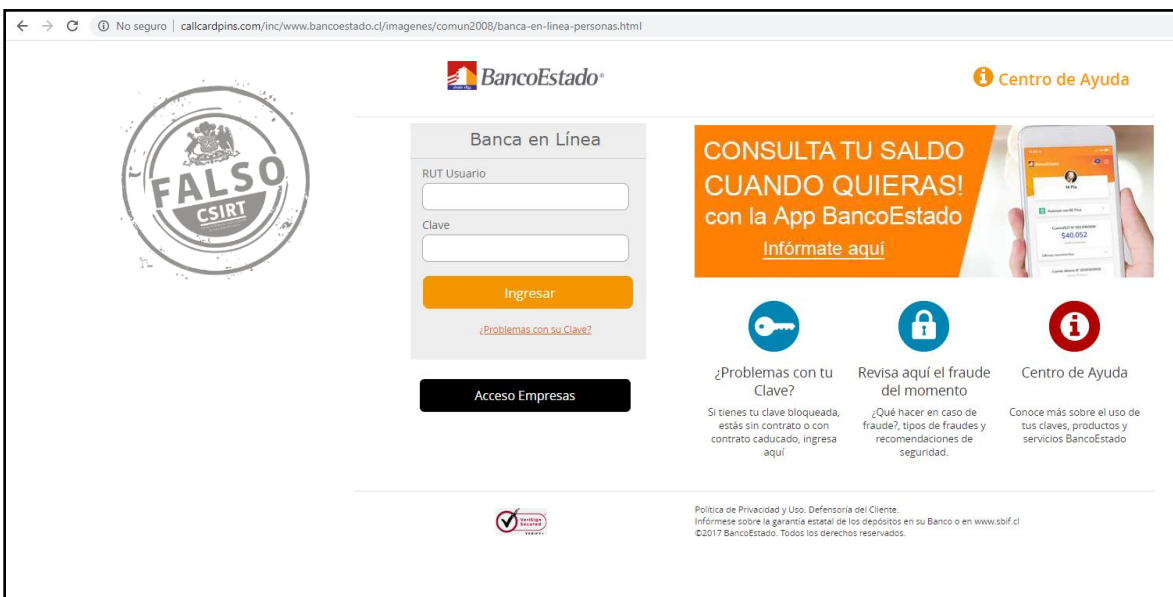 No seguro | callcardpins.com/inc/www.bancoestado.cl/imagenes/comun2008/banca-en-linea-personas.html
FALSO
CSIRT
BancoEstado®
Centro de Ayuda
Banca en Línea
RUT Usuario
Clave
Ingresar
¿Problemas con su Clave?
Acceso Empresas
CONSULTA TU SALDO
CUANDO QUIERAS!
con la App BancoEstado
Infórmate aquí
BancoEstado
$40.052
¿Problemas con tu
Clave?
Si tienes tu clave bloqueada,
estás sin contrato o con
contrato caducado, ingresa
aquí
Revisa aquí el fraude
del momento
¿Qué hacer en caso de
fraude?, tipos de fraudes y
recomendaciones de
seguridad.
Centro de Ayuda
Conoce más sobre el uso de
tus claves, productos y
servicios BancoEstado
VeriSign
Secured
Política de Privacidad y Uso. Defensoría del Cliente.
Infórmese sobre la garantía estatal de los depósitos en su Banco o en www.sbif.cl
©2017 BancoEstado. Todos los derechos reservados.